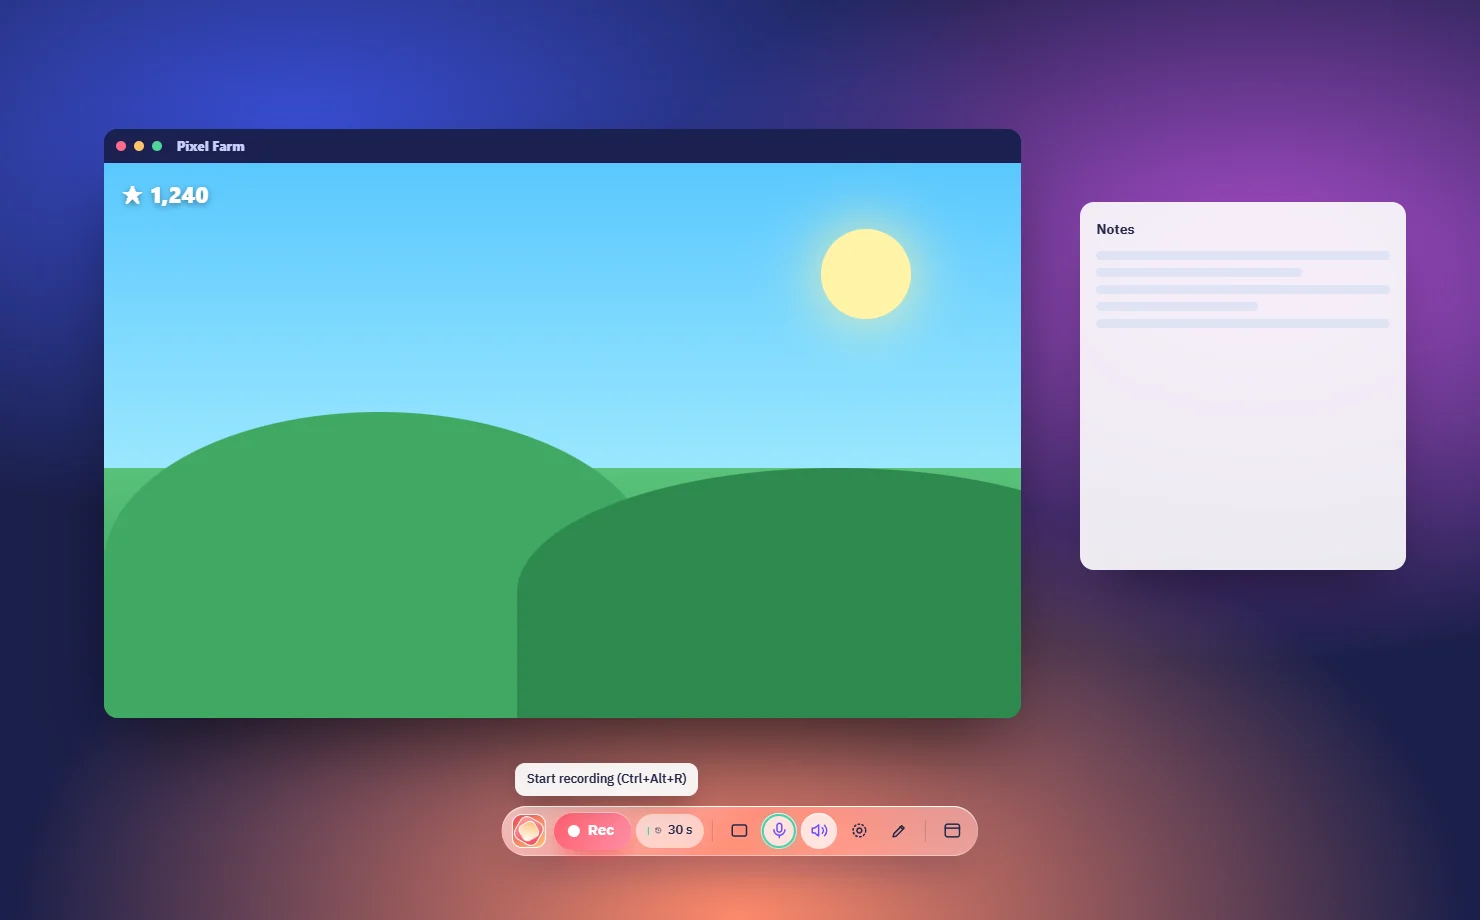 Pixel Farm
★ 1,240
Notes
Start recording (Ctrl+Alt+R)
Rec
30 s